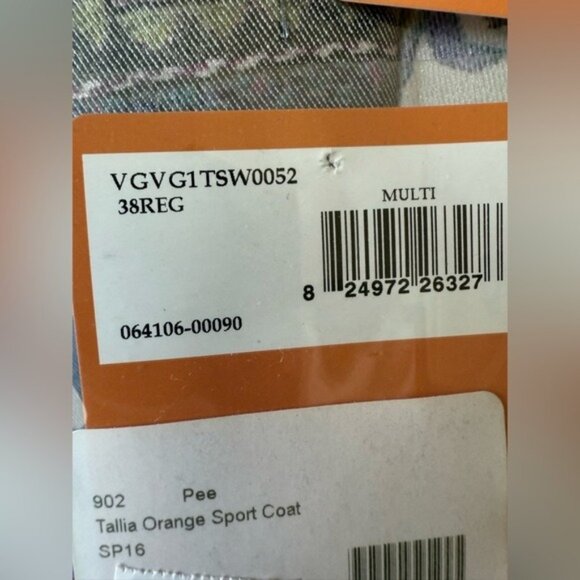 VGVG1TSW0052
38REG
MULTI
8 24972 26327
064106-00090
902 Pee
Tallia Orange Sport Coat
SP16